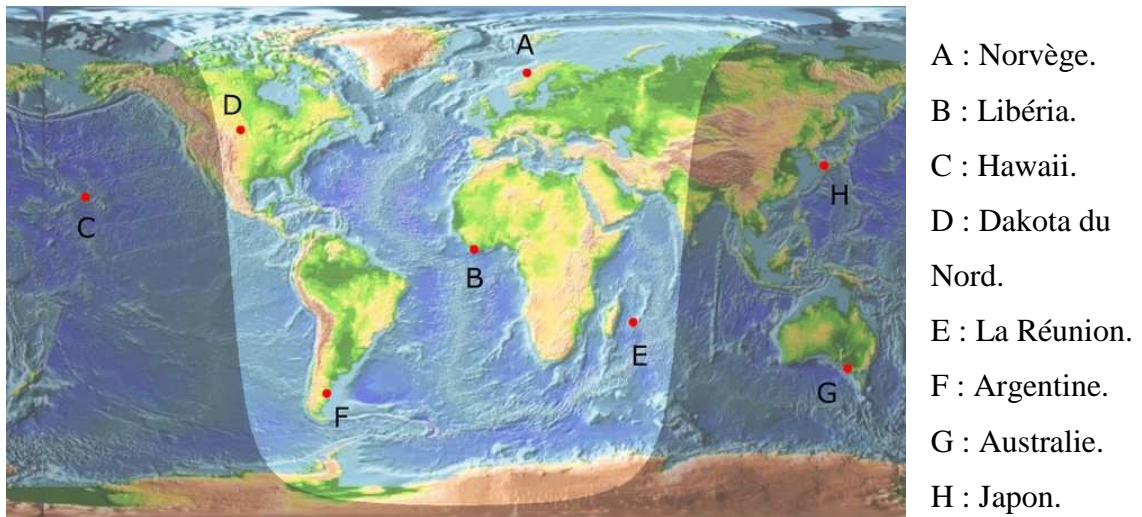 A
D
C
B
H
E
F
G
A : Norvège.
B : Libéria.
C : Hawaii.
D : Dakota du
Nord.
E : La Réunion.
F : Argentine.
G : Australie.
H : Japon.